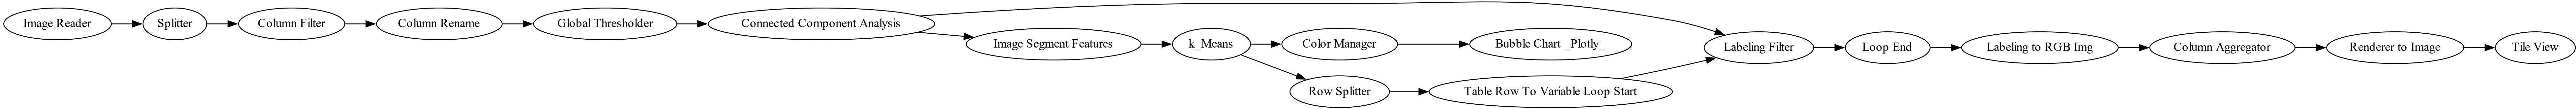 Image Reader
Splitter
Column Filter
Column Rename
Global Thresholder
Connected Component Analysis
Image Segment Features
k_Means
Color Manager
Bubble Chart _Plotly_
Row Splitter
Table Row To Variable Loop Start
Labeling Filter
Loop End
Labeling to RGB Img
Column Aggregator
Renderer to Image
Tile View